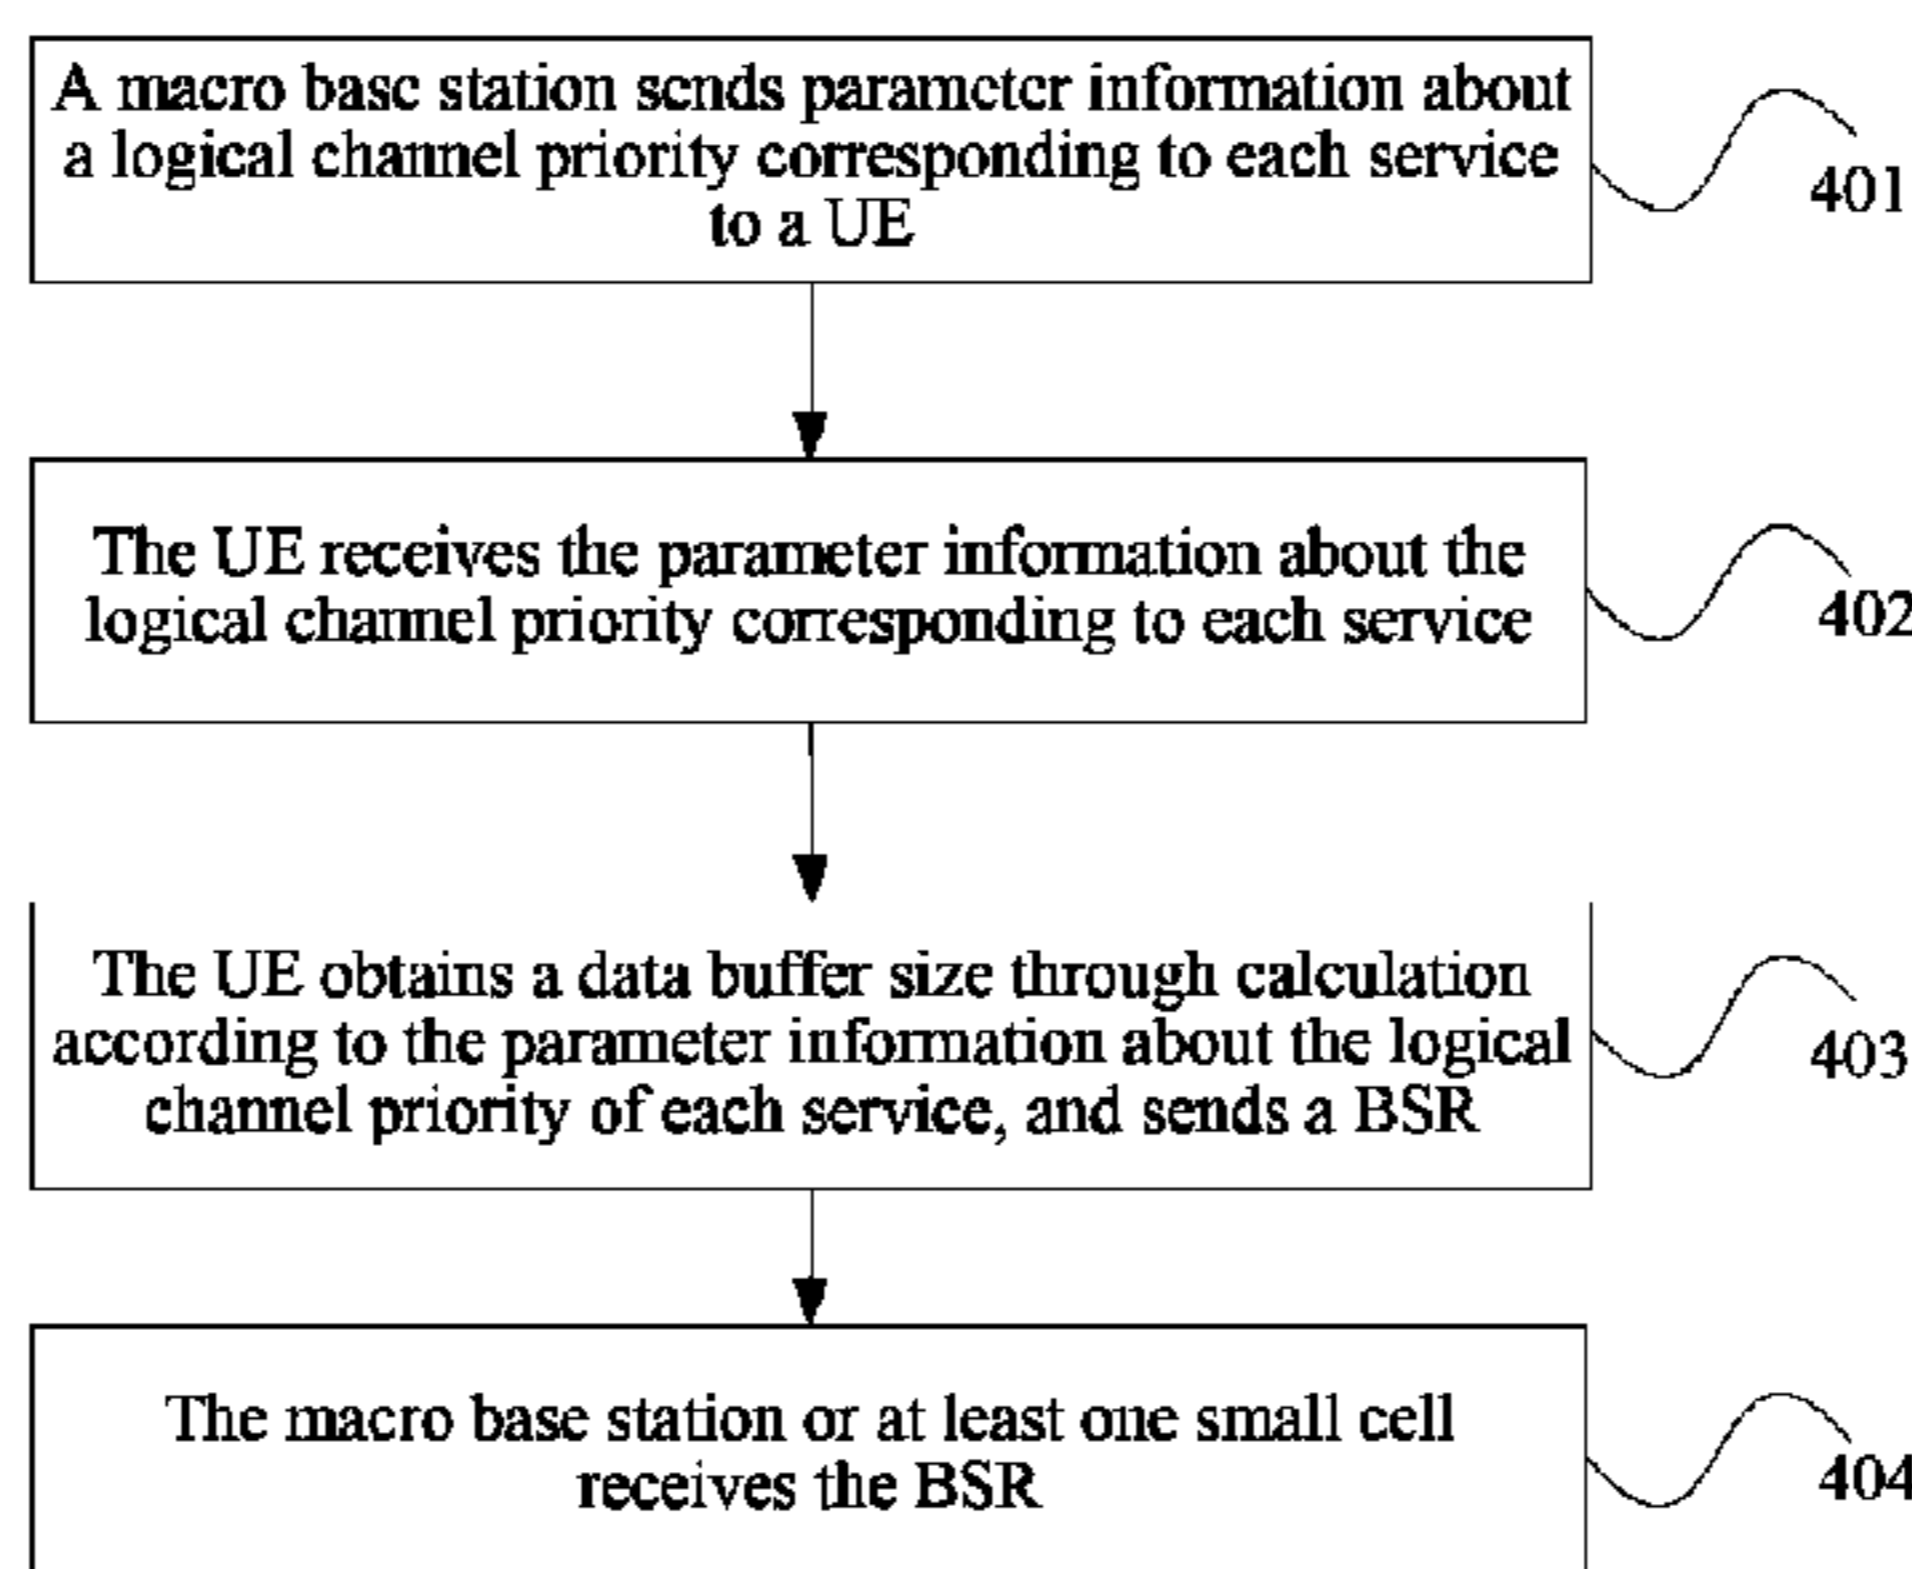 A macro base station sends parameter information about
a logical channel priority corresponding to each service
to a UE
401
The UE receives the parameter information about the
logical channel priority corresponding to each service
402
The UE obtains a data buffer size through calculation
according to the parameter information about the logical
channel priority of each service, and sends a BSR
403
The macro base station or at least one small cell
receives the BSR
404